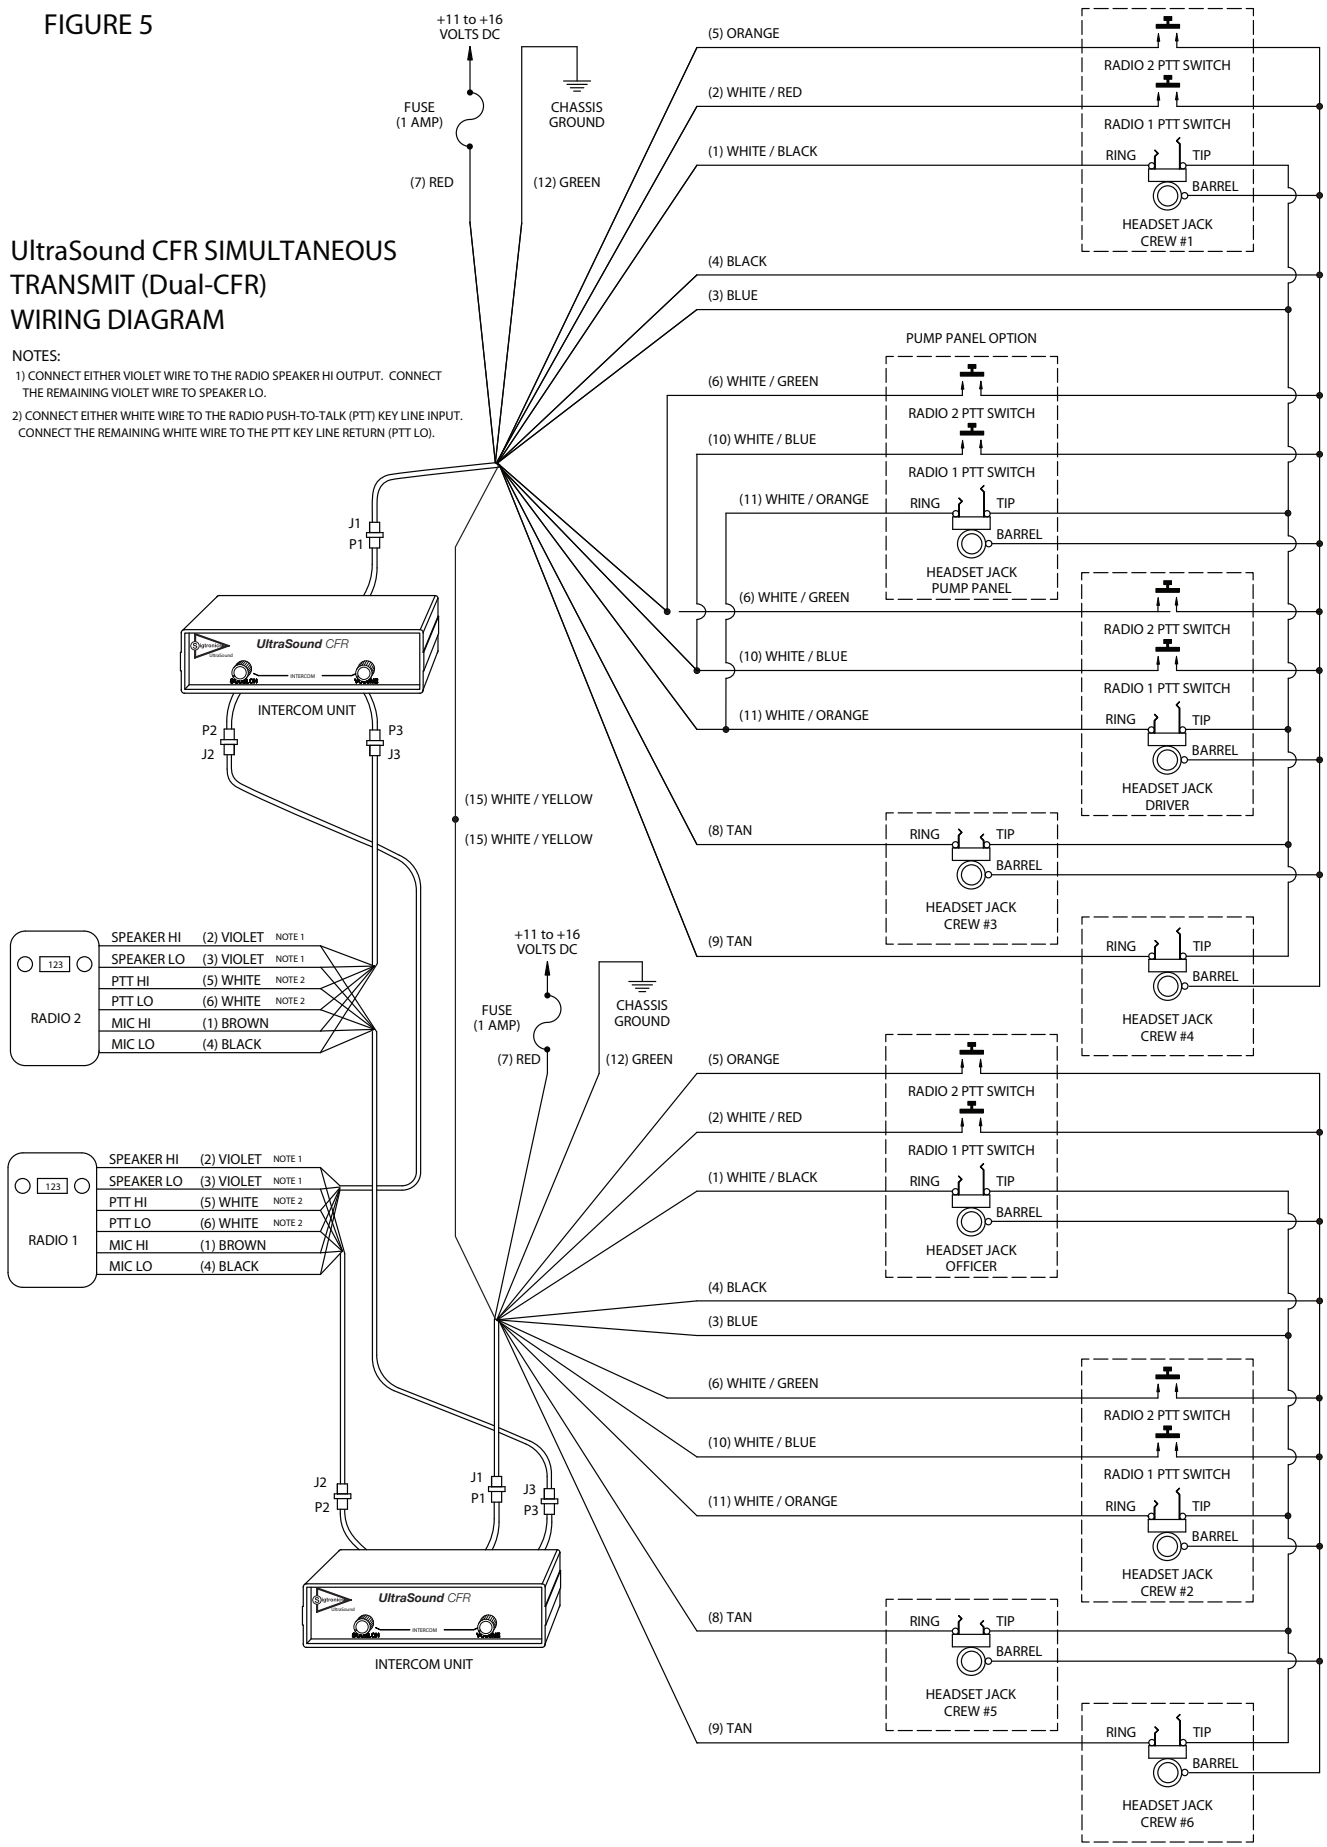 FIGURE 5
+11 to +16
VOLTS DC
FUSE
(1 AMP)
CHASSIS
GROUND
(7) RED
(12) GREEN
UltraSound CFR SIMULTANEOUS
TRANSMIT (Dual-CFR)
WIRING DIAGRAM
NOTES:
1) CONNECT EITHER VIOLET WIRE TO THE RADIO SPEAKER HI OUTPUT. CONNECT
THE REMAINING VIOLET WIRE TO SPEAKER LO.
2) CONNECT EITHER WHITE WIRE TO THE RADIO PUSH-TO-TALK (PTT) KEY LINE INPUT.
CONNECT THE REMAINING WHITE WIRE TO THE PTT KEY LINE RETURN (PTT LO).
(5) ORANGE
RADIO 2 PTT SWITCH
(2) WHITE / RED
RADIO 1 PTT SWITCH
(1) WHITE / BLACK
RING
TIP
BARREL
HEADSET JACK
CREW #1
(4) BLACK
(3) BLUE
PUMP PANEL OPTION
(6) WHITE / GREEN
RADIO 2 PTT SWITCH
(10) WHITE / BLUE
RADIO 1 PTT SWITCH
(11) WHITE / ORANGE
RING
TIP
BARREL
HEADSET JACK
PUMP PANEL
(6) WHITE / GREEN
RADIO 2 PTT SWITCH
(10) WHITE / BLUE
RADIO 1 PTT SWITCH
(11) WHITE / ORANGE
RING
TIP
BARREL
HEADSET JACK
DRIVER
(8) TAN
RING
TIP
BARREL
HEADSET JACK
CREW #3
(9) TAN
RING
TIP
BARREL
HEADSET JACK
CREW #4
J1
P1
Sigtronics
UltraSound
UltraSound CFR
SQUELCH
INTERCOM
VOLUME
INTERCOM UNIT
P2
J2
P3
J3
(15) WHITE / YELLOW
(15) WHITE / YELLOW
123
RADIO 2
SPEAKER HI (2) VIOLET NOTE 1
SPEAKER LO (3) VIOLET NOTE 1
PTT HI (5) WHITE NOTE 2
PTT LO (6) WHITE NOTE 2
MIC HI (1) BROWN
MIC LO (4) BLACK
123
RADIO 1
SPEAKER HI (2) VIOLET NOTE 1
SPEAKER LO (3) VIOLET NOTE 1
PTT HI (5) WHITE NOTE 2
PTT LO (6) WHITE NOTE 2
MIC HI (1) BROWN
MIC LO (4) BLACK
+11 to +16
VOLTS DC
FUSE
(1 AMP)
CHASSIS
GROUND
(7) RED
(12) GREEN
(5) ORANGE
RADIO 2 PTT SWITCH
(2) WHITE / RED
RADIO 1 PTT SWITCH
(1) WHITE / BLACK
RING
TIP
BARREL
HEADSET JACK
OFFICER
(4) BLACK
(3) BLUE
(6) WHITE / GREEN
RADIO 2 PTT SWITCH
(10) WHITE / BLUE
RADIO 1 PTT SWITCH
(11) WHITE / ORANGE
RING
TIP
BARREL
HEADSET JACK
CREW #2
(8) TAN
RING
TIP
BARREL
HEADSET JACK
CREW #5
(9) TAN
RING
TIP
BARREL
HEADSET JACK
CREW #6
J2
P2
J1
P1
J3
P3
Sigtronics
UltraSound
UltraSound CFR
SQUELCH
INTERCOM
VOLUME
INTERCOM UNIT